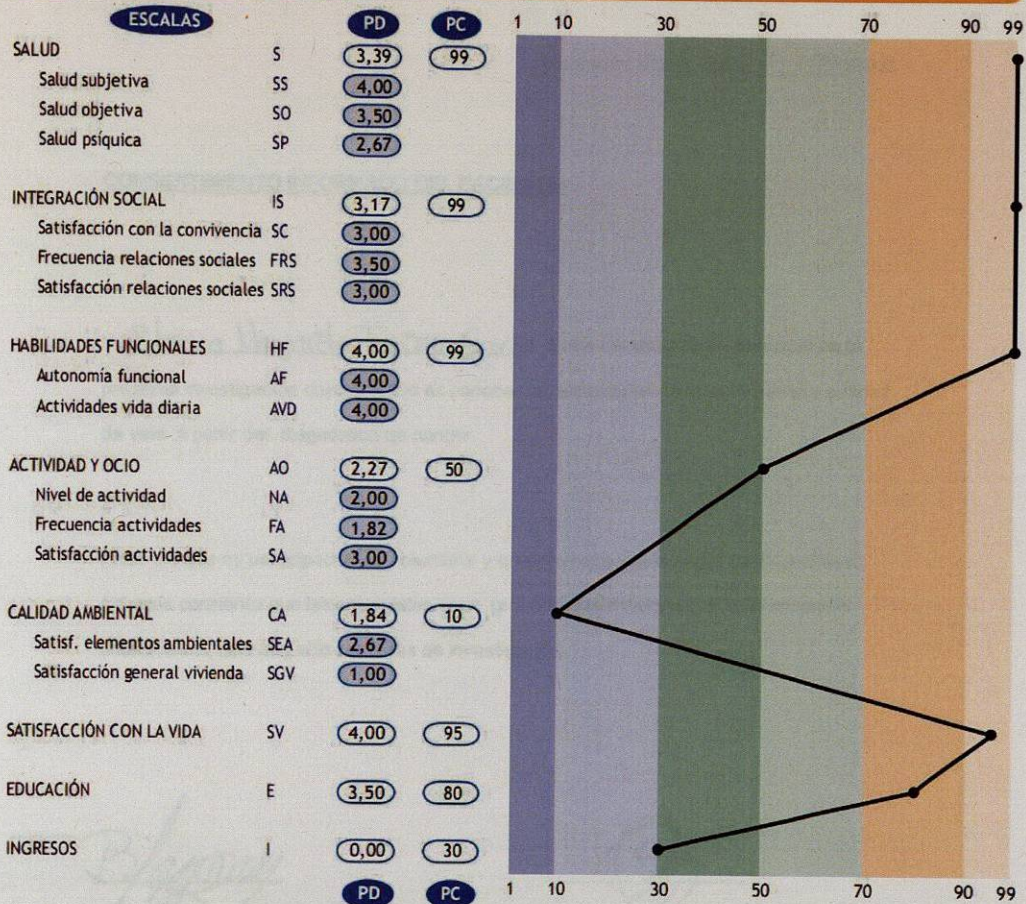 ESCALAS PD PC 1 10 30 50 70 90 99
SALUD S 3,39 99
Salud subjetiva SS 4,00
Salud objetiva SO 3,50
Salud psíquica SP 2,67
INTEGRACIÓN SOCIAL IS 3,17 99
Satisfacción con la convivencia SC 3,00
Frecuencia relaciones sociales FRS 3,50
Satisfacción relaciones sociales SRS 3,00
HABILIDADES FUNCIONALES HF 4,00 99
Autonomía funcional AF 4,00
Actividades vida diaria AVD 4,00
ACTIVIDAD Y OCIO AO 2,27 50
Nivel de actividad NA 2,00
Frecuencia actividades FA 1,82
Satisfacción actividades SA 3,00
CALIDAD AMBIENTAL CA 1,84 10
Satisf. elementos ambientales SEA 2,67
Satisfacción general vivienda SGV 1,00
SATISFACCIÓN CON LA VIDA SV 4,00 95
EDUCACIÓN E 3,50 80
INGRESOS I 0,00 30
PD PC 1 10 30 50 70 90 99